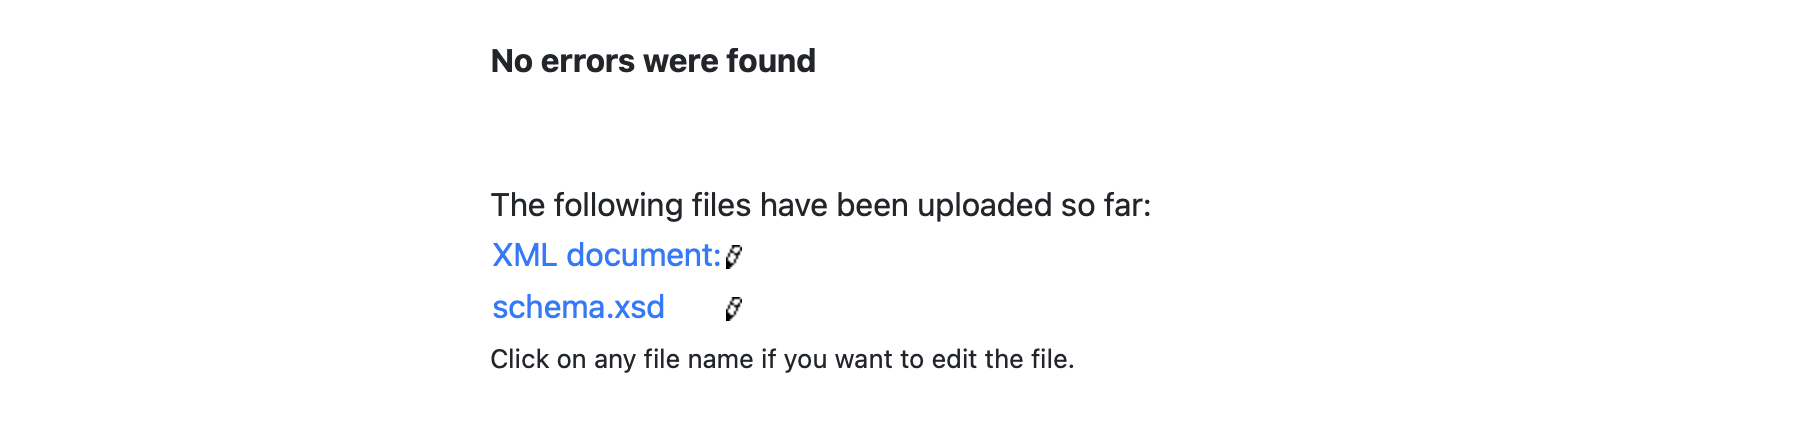 No errors were found
The following files have been uploaded so far:
XML document:
schema.xsd
Click on any file name if you want to edit the file.